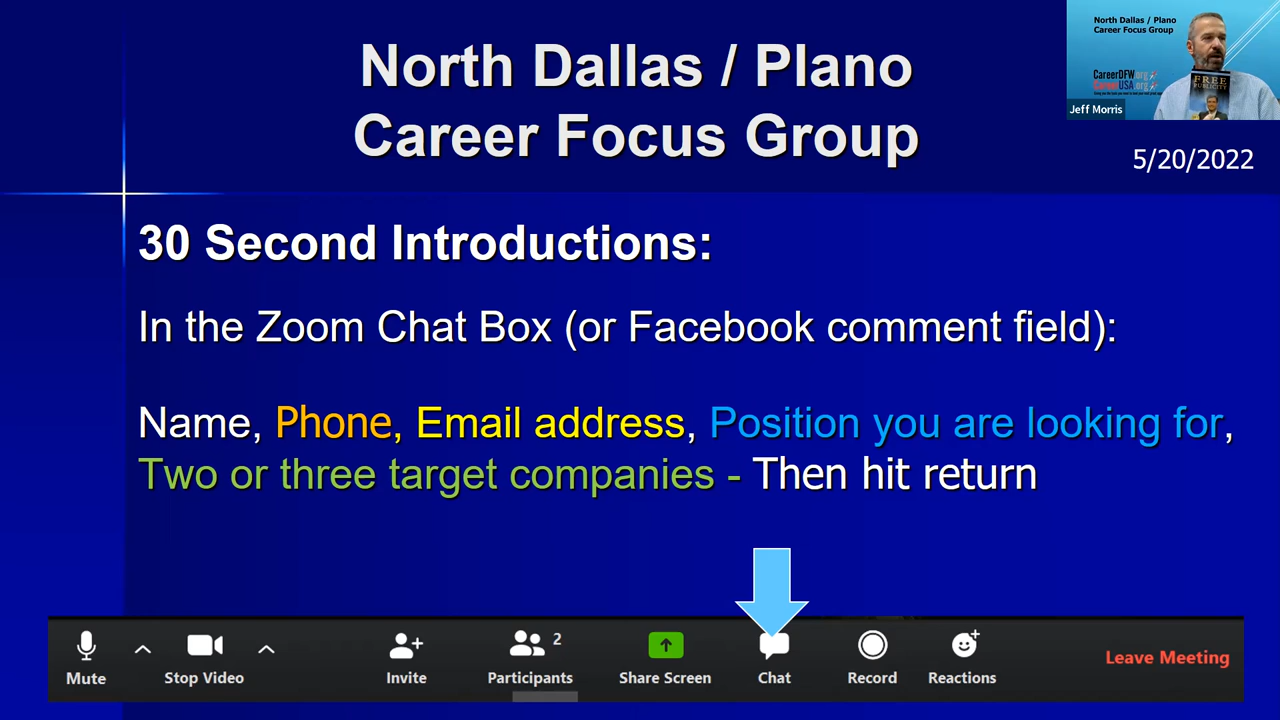 North Dallas / Plano
Career Focus Group
North Dallas / Plano
Career Focus Group
CareerDFW.org
CareerUSA.org
FREE
PUBLICITY
Jeff Morris
5/20/2022
30 Second Introductions:
In the Zoom Chat Box (or Facebook comment field):
Name, Phone, Email address, Position you are looking for,
Two or three target companies - Then hit return
2
Mute
Stop Video
Invite
Participants
Share Screen
Chat
Record
Reactions
Leave Meeting